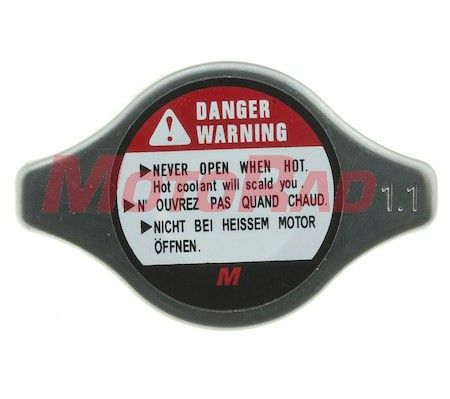 DANGER
WARNING
▶NEVER OPEN WHEN HOT.
Hot coolant will scald you.
▶N' OUVREZ PAS QUAND CHAUD.
▶NICHT BEI HEISSEM MOTOR
ÖFFNEN.
M
1.1
MOTORAD